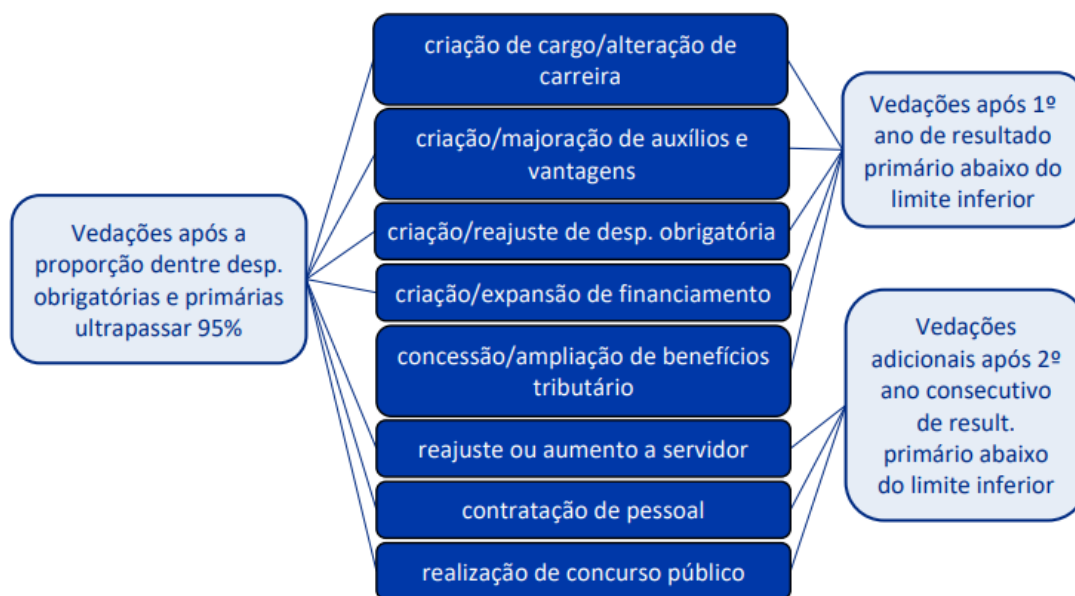 Vedações após a
proporção dentre desp.
obrigatórias e primárias
ultrapassar 95%
criação de cargo/alteração de
carreira
criação/majoração de auxílios e
vantagens
criação/reajuste de desp. obrigatória
criação/expansão de financiamento
concessão/ampliação de benefícios
tributário
reajuste ou aumento a servidor
contratação de pessoal
realização de concurso público
Vedações após 1º
ano de resultado
primário abaixo do
limite inferior
Vedações
adicionais após 2º
ano consecutivo
de result.
primário abaixo
do limite inferior